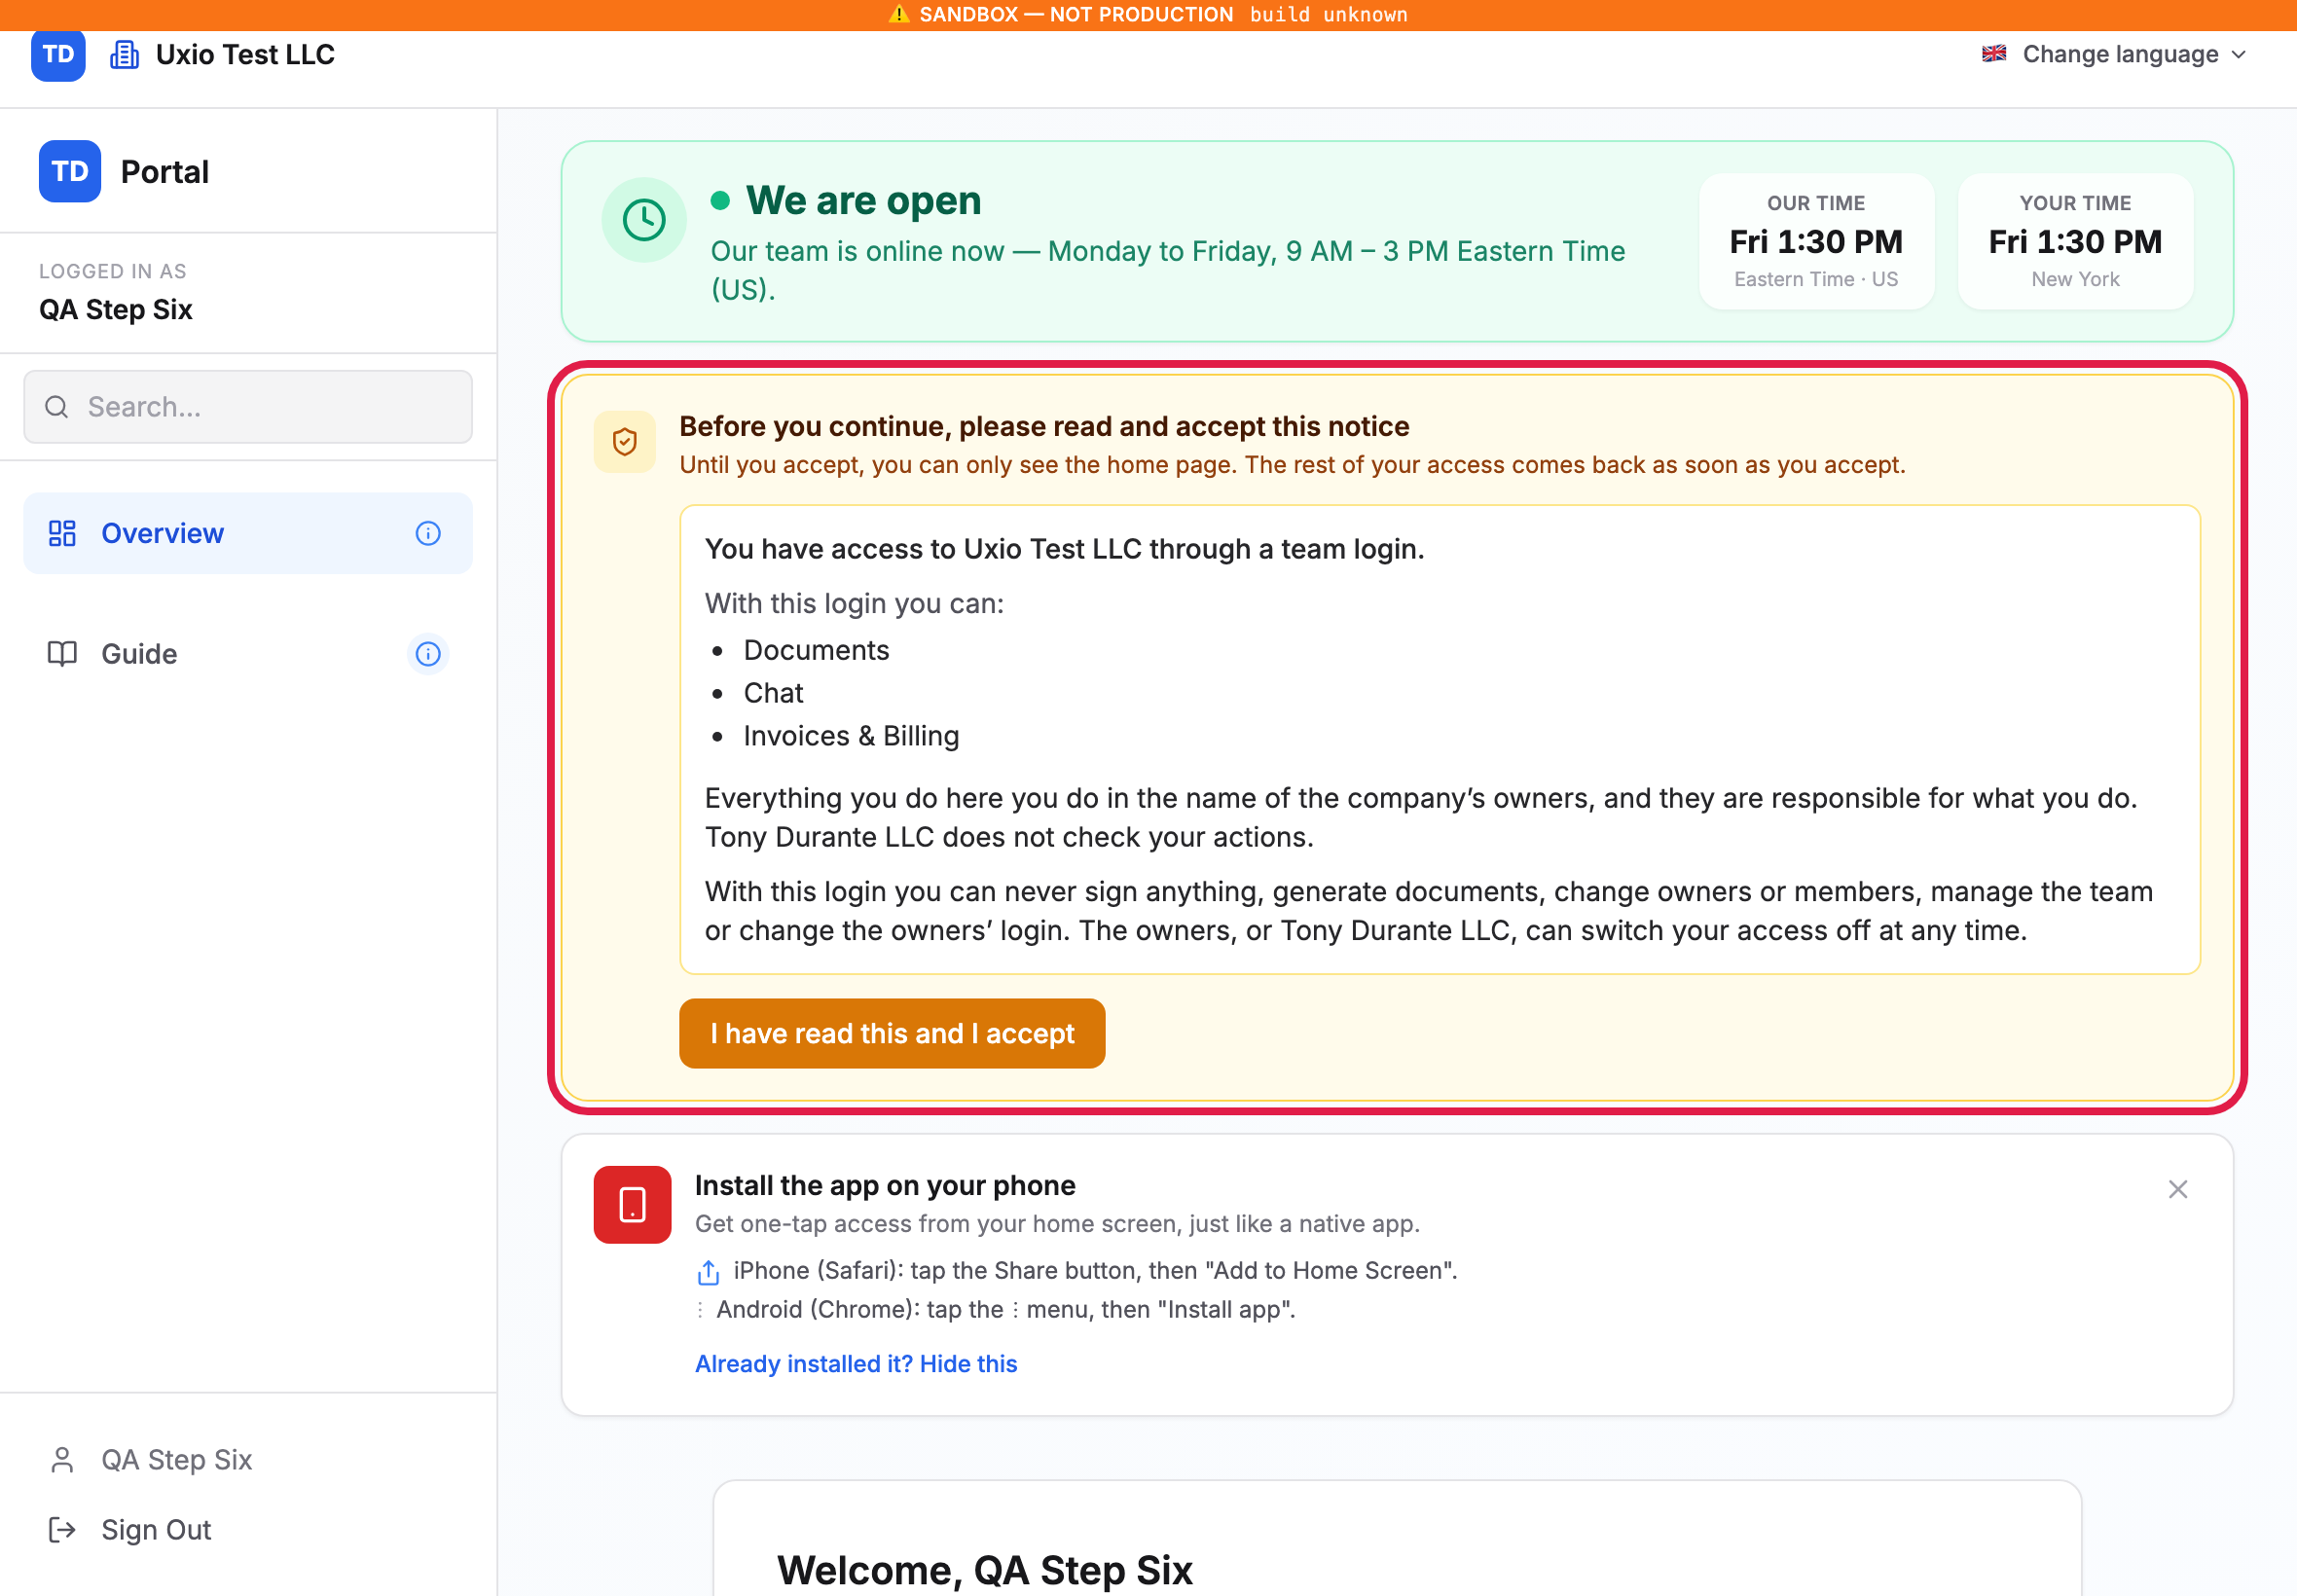 ⚠️ SANDBOX — NOT PRODUCTION build unknown
TD Uxio Test LLC
Change language
TD Portal
LOGGED IN AS
QA Step Six
Search...
Overview
Guide
QA Step Six
Sign Out
We are open
Our team is online now — Monday to Friday, 9 AM – 3 PM Eastern Time
(US).
OUR TIME
Fri 1:30 PM
Eastern Time · US
YOUR TIME
Fri 1:30 PM
New York
Before you continue, please read and accept this notice
Until you accept, you can only see the home page. The rest of your access comes back as soon as you accept.
You have access to Uxio Test LLC through a team login.
With this login you can:
• Documents
• Chat
• Invoices & Billing
Everything you do here you do in the name of the company’s owners, and they are responsible for what you do.
Tony Durante LLC does not check your actions.
With this login you can never sign anything, generate documents, change owners or members, manage the team
or change the owners’ login. The owners, or Tony Durante LLC, can switch your access off at any time.
I have read this and I accept
Install the app on your phone
Get one-tap access from your home screen, just like a native app.
iPhone (Safari): tap the Share button, then "Add to Home Screen".
⋮ Android (Chrome): tap the ⋮ menu, then "Install app".
Already installed it? Hide this
Welcome, QA Step Six